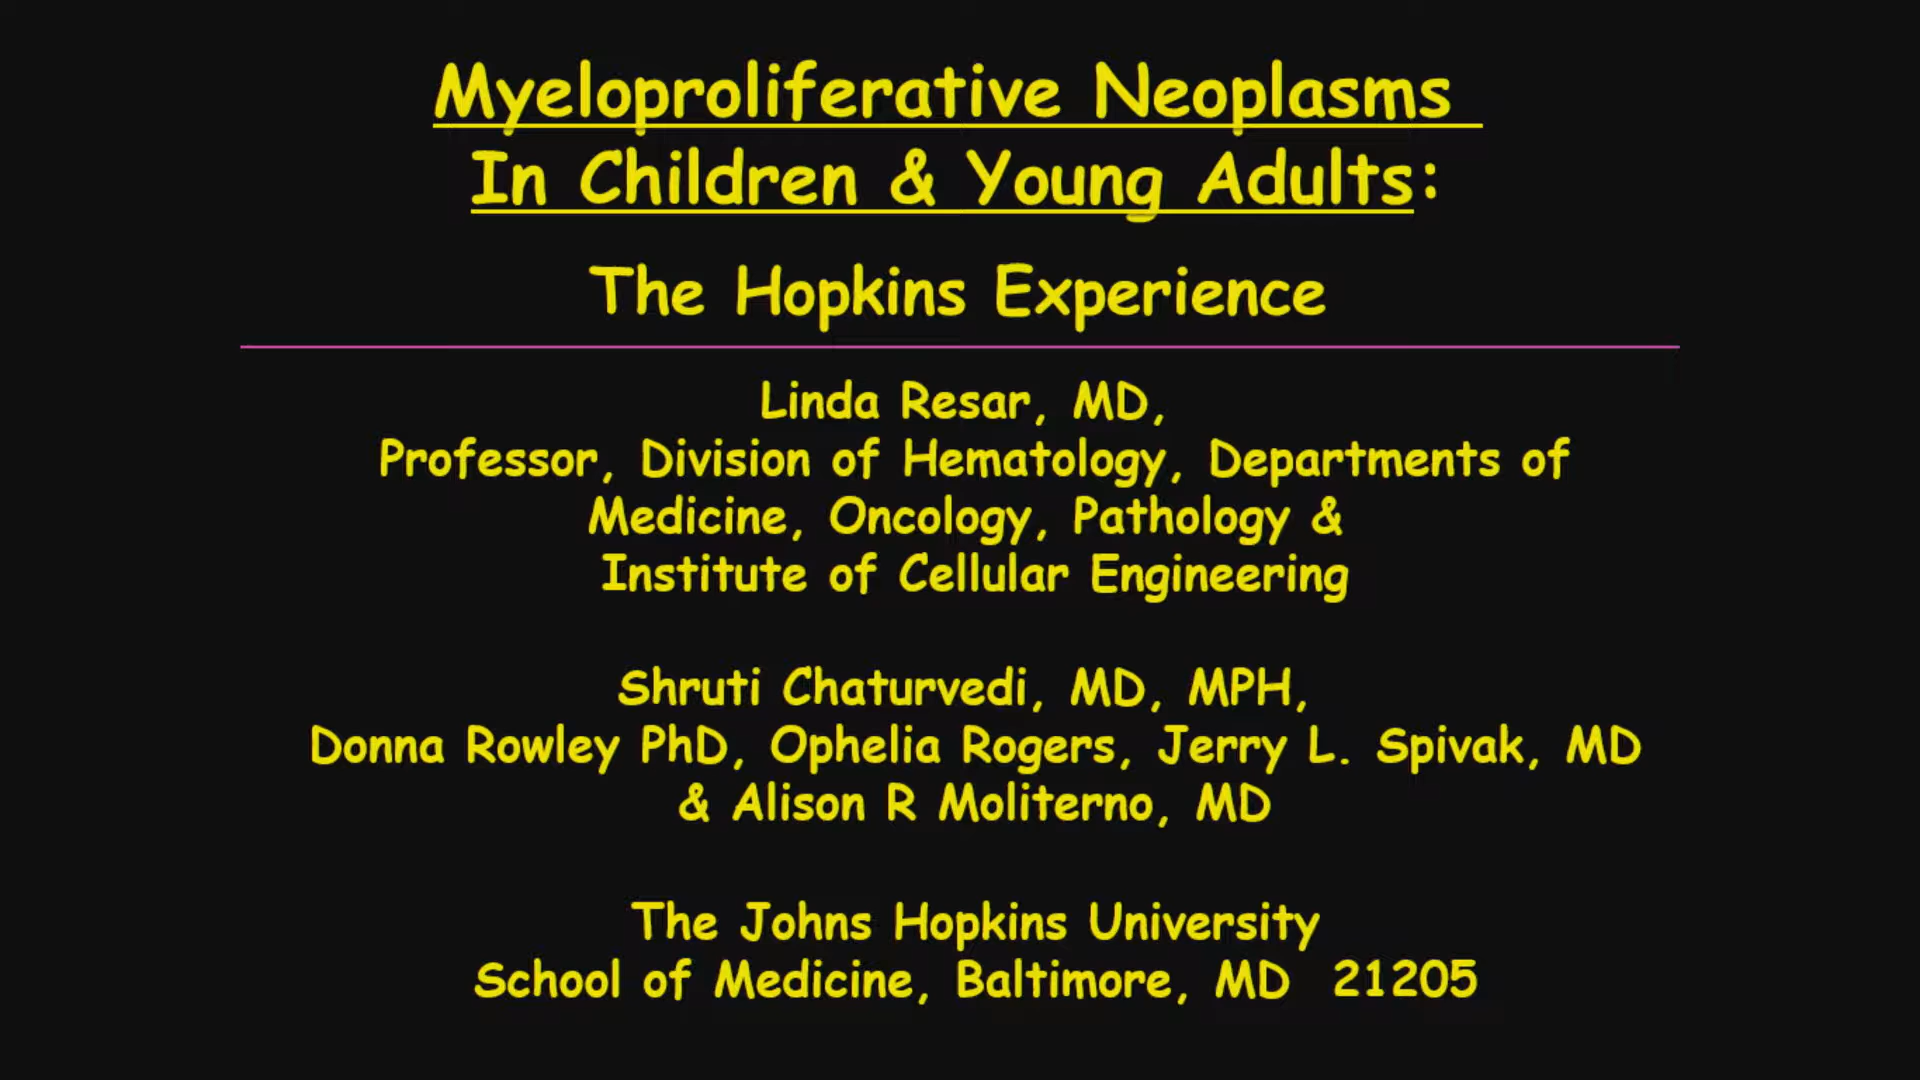 Myeloproliferative Neoplasms
In Children & Young Adults:
The Hopkins Experience
Linda Resar, MD,
Professor, Division of Hematology, Departments of
Medicine, Oncology, Pathology &
Institute of Cellular Engineering
Shruti Chaturvedi, MD, MPH,
Donna Rowley PhD, Ophelia Rogers, Jerry L. Spivak, MD
& Alison R Moliterno, MD
The Johns Hopkins University
School of Medicine, Baltimore, MD 21205